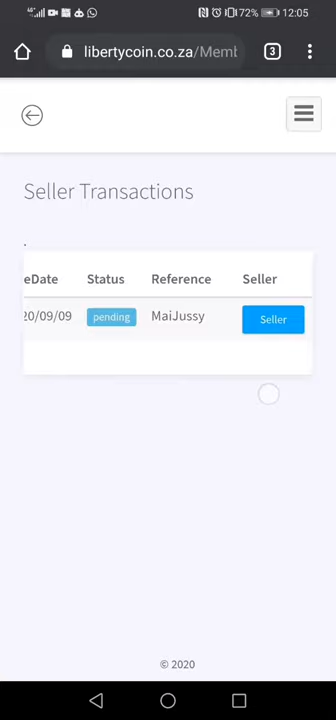 72% 12:05
libertycoin.co.za/Memb
3
Seller Transactions
.
eDate Status Reference Seller
20/09/09 pending MaiJussy Seller
© 2020